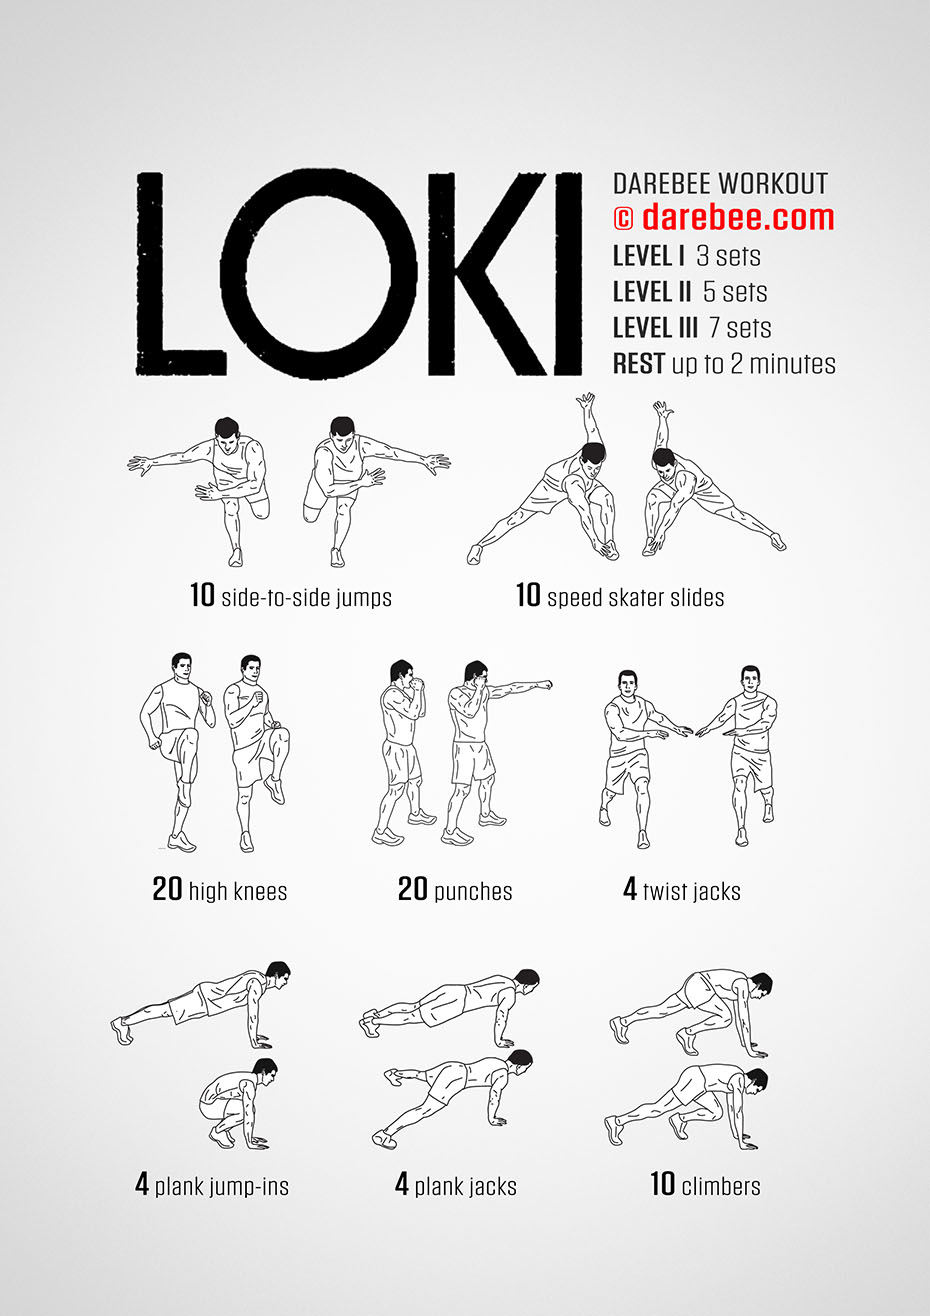 LOKI
DAREBEE WORKOUT
© darebee.com
LEVEL I 3 sets
LEVEL II 5 sets
LEVEL III 7 sets
REST up to 2 minutes
10 side-to-side jumps
10 speed skater slides
20 high knees
20 punches
4 twist jacks
4 plank jump-ins
4 plank jacks
10 climbers